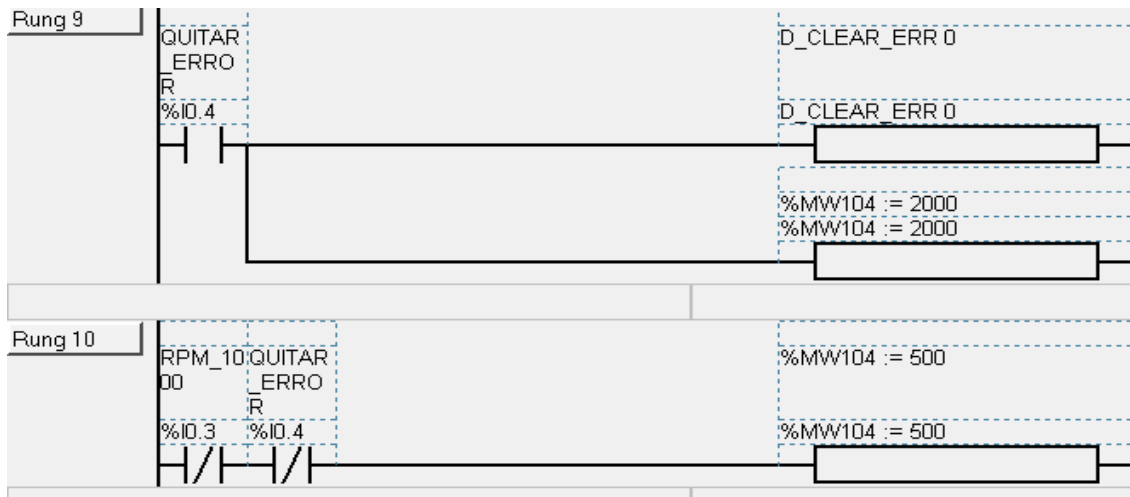 Rung 9
QUITAR
_ERRO
R
%I0.4
D_CLEAR_ERR 0
D_CLEAR_ERR 0
%MW104 := 2000
%MW104 := 2000
Rung 10
RPM_10
00
QUITAR
_ERRO
R
%I0.3
%I0.4
%MW104 := 500
%MW104 := 500